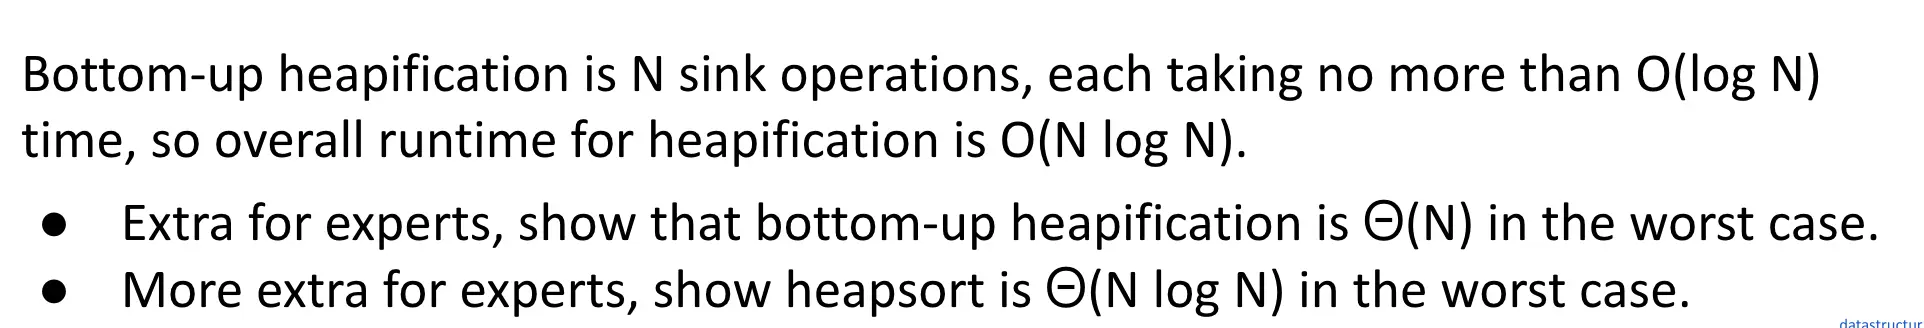 Bottom-up heapification is N sink operations, each taking no more than O(log N)
time, so overall runtime for heapification is O(N log N).
● Extra for experts, show that bottom-up heapification is Θ(N) in the worst case.
● More extra for experts, show heapsort is Θ(N log N) in the worst case.
datastructur